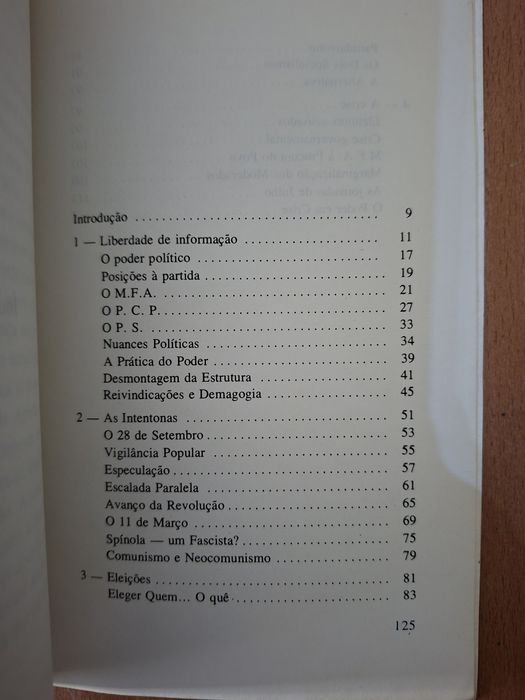 Introdução ........................................ 9
1 — Liberdade de informação .................... 11
O poder político ............................ 17
Posições à partida ............................ 19
O M.F.A. ................................. 21
O P. C. P. ................................. 27
O P. S. .................................... 33
Nuances Políticas ............................ 34
A Prática do Poder .......................... 39
Desmontagem da Estrutura .................. 41
Reivindicações e Demagogia .................. 45
2 — As Intentonas .............................. 51
O 28 de Setembro ........................... 53
Vigilância Popular .......................... 55
Especulação ................................ 57
Escalada Paralela ........................... 61
Avanço da Revolução ....................... 65
O 11 de Março ............................. 69
Spínola — um Fascista? ...................... 75
Comunismo e Neocomunismo ................ 79
3 — Eleições .................................. 81
Eleger Quem... O quê ....................... 83
125